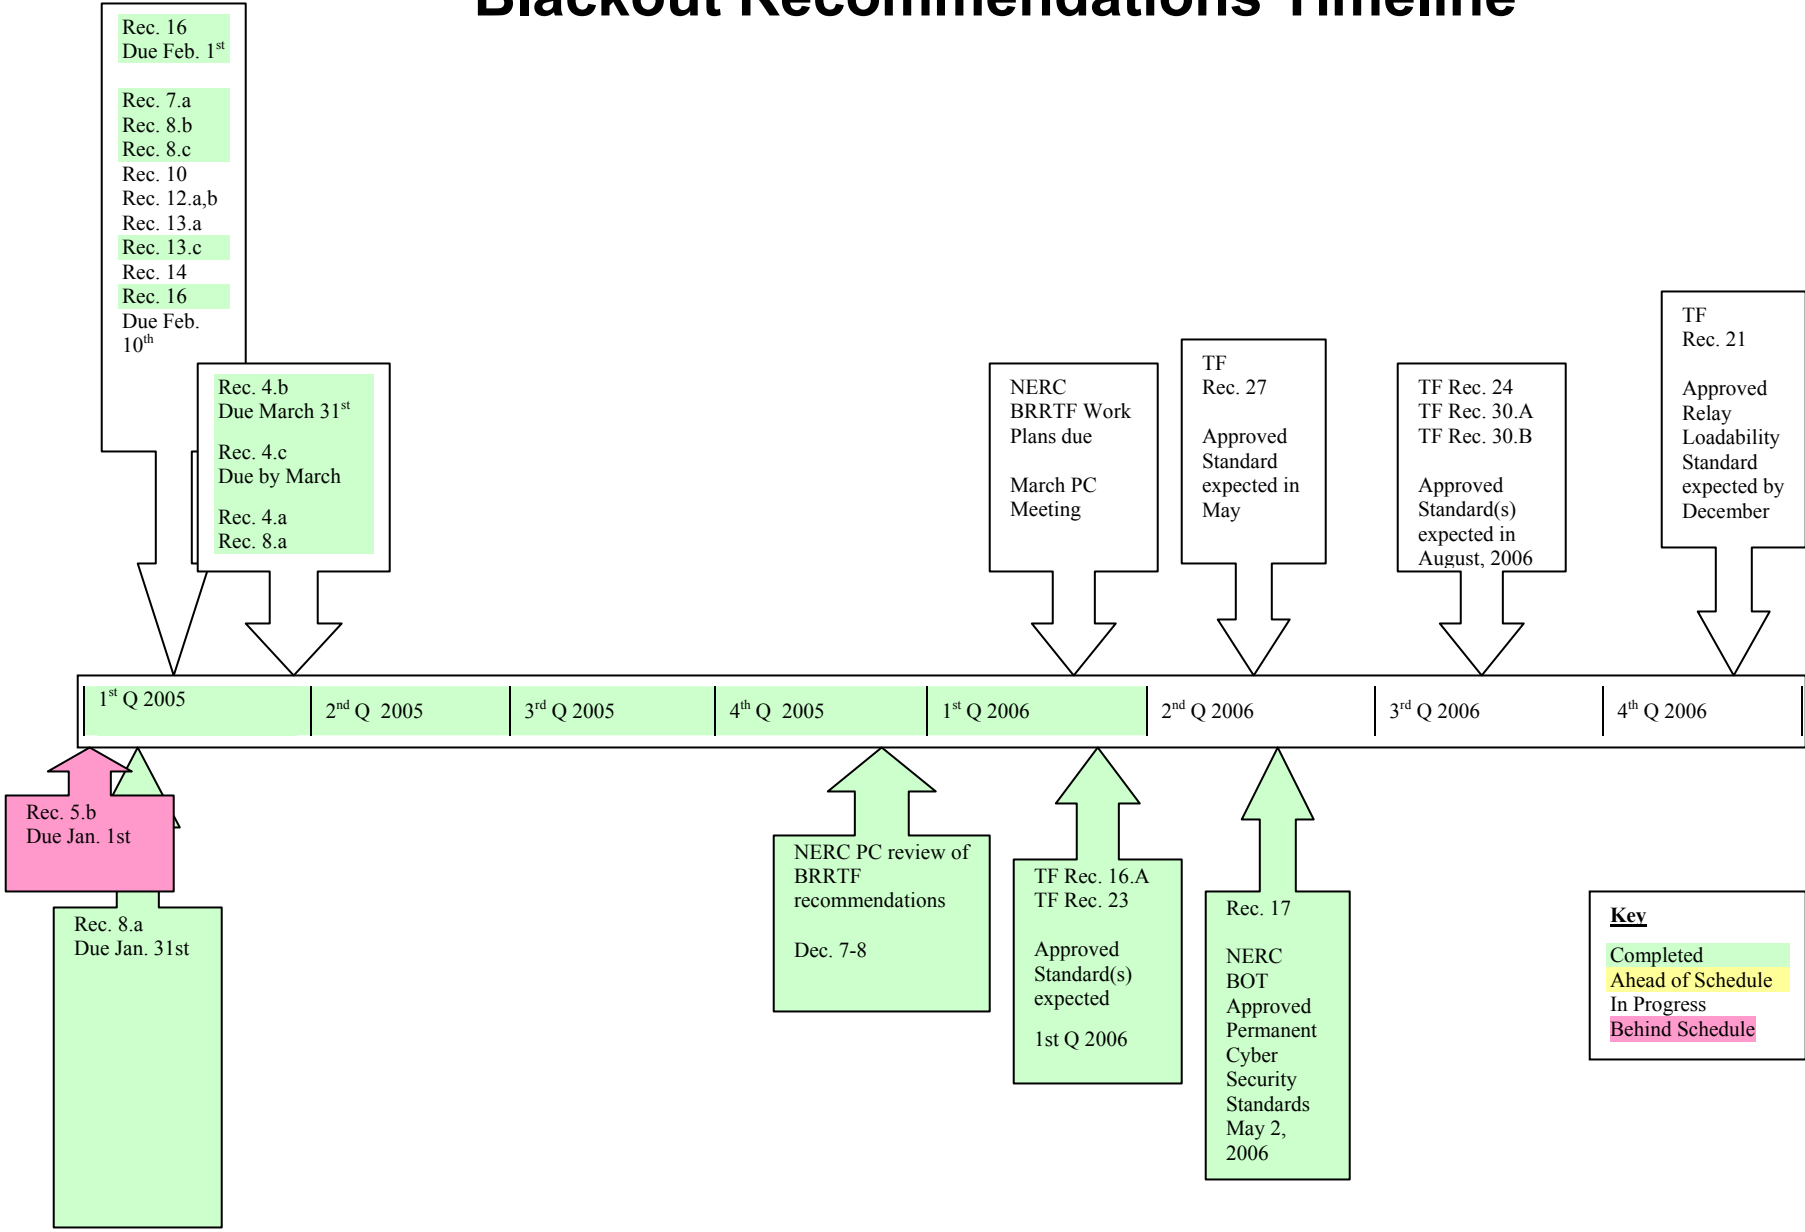 Blackout Recommendations Timeline
Rec. 16
Due Feb. 1st
Rec. 7.a
Rec. 8.b
Rec. 8.c
Rec. 10
Rec. 12.a,b
Rec. 13.a
Rec. 13.c
Rec. 14
Rec. 16
Due Feb.
10th
Rec. 4.b
Due March 31st
Rec. 4.c
Due by March
Rec. 4.a
Rec. 8.a
NERC
BRRTF Work
Plans due
March PC
Meeting
TF
Rec. 27
Approved
Standard
expected in
May
TF Rec. 24
TF Rec. 30.A
TF Rec. 30.B
Approved
Standard(s)
expected in
August, 2006
TF
Rec. 21
Approved
Relay
Loadability
Standard
expected by
December
1st Q 2005
2nd Q 2005
3rd Q 2005
4th Q 2005
1st Q 2006
2nd Q 2006
3rd Q 2006
4th Q 2006
Rec. 5.b
Due Jan. 1st
Rec. 8.a
Due Jan. 31st
NERC PC review of
BRRTF
recommendations
Dec. 7-8
TF Rec. 16.A
TF Rec. 23
Approved
Standard(s)
expected
1st Q 2006
Rec. 17
NERC
BOT
Approved
Permanent
Cyber
Security
Standards
May 2,
2006
Key
Completed
Ahead of Schedule
In Progress
Behind Schedule